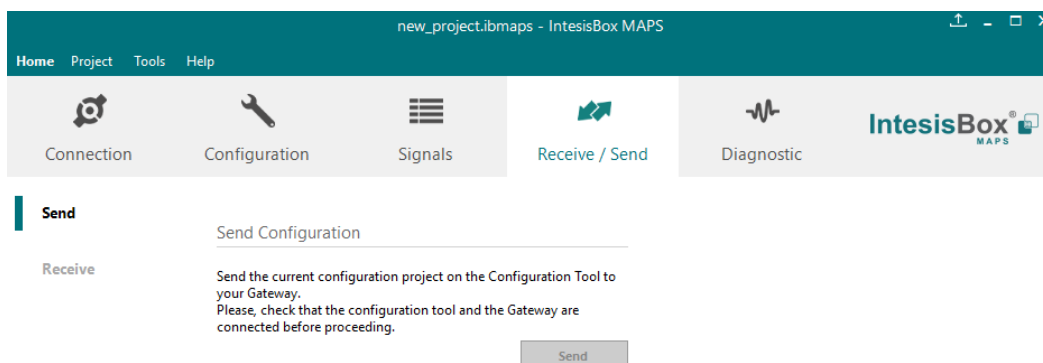 new_project.ibmaps - IntesisBox MAPS
Home Project Tools Help
Connection Configuration Signals Receive / Send Diagnostic
IntesisBox®
MAPS
Send
Send Configuration
Receive
Send the current configuration project on the Configuration Tool to
your Gateway.
Please, check that the configuration tool and the Gateway are
connected before proceeding.
Send